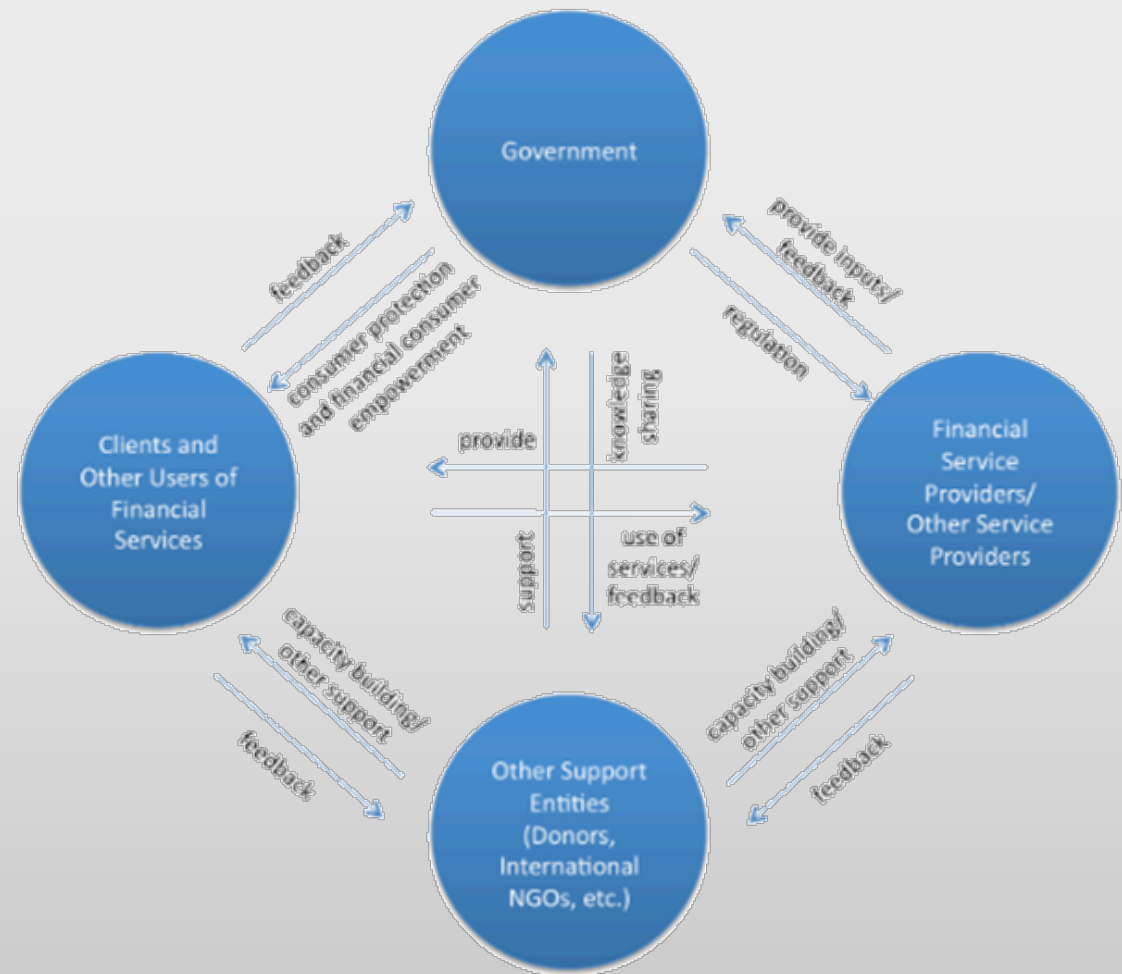 Government
feedback
consumer protection
and financial consumer
empowerment
provide inputs/
feedback
regulation
knowledge
sharing
provide
Clients and
Other Users of
Financial
Services
Financial
Service
Providers/
Other Service
Providers
support
use of
services/
feedback
capacity building/
other support
feedback
capacity building/
other support
feedback
Other Support
Entities
(Donors,
International
NGOs, etc.)